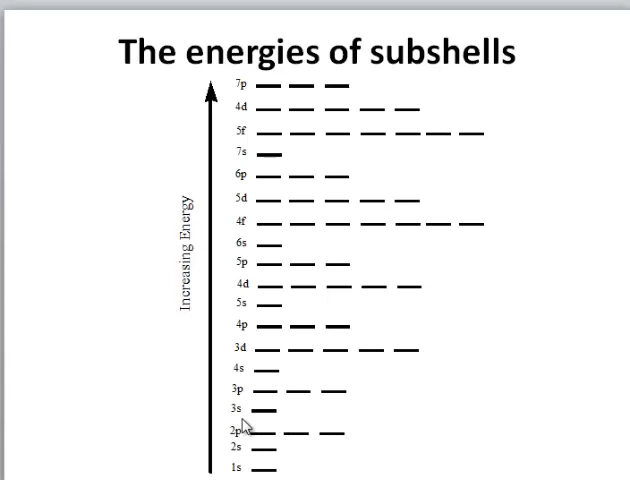 The energies of subshells
7p
4d
5f
7s
6p
5d
4f
6s
5p
4d
5s
4p
3d
4s
3p
3s
2p
2s
1s
Increasing Energy